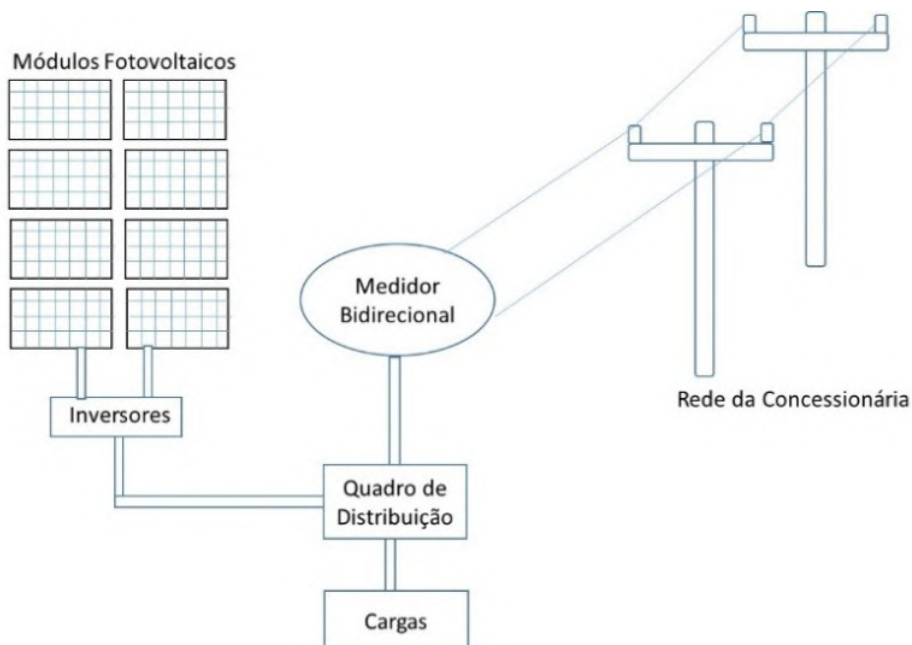 Módulos Fotovoltaicos
Medidor
Bidirecional
Rede da Concessionária
Inversores
Quadro de
Distribuição
Cargas